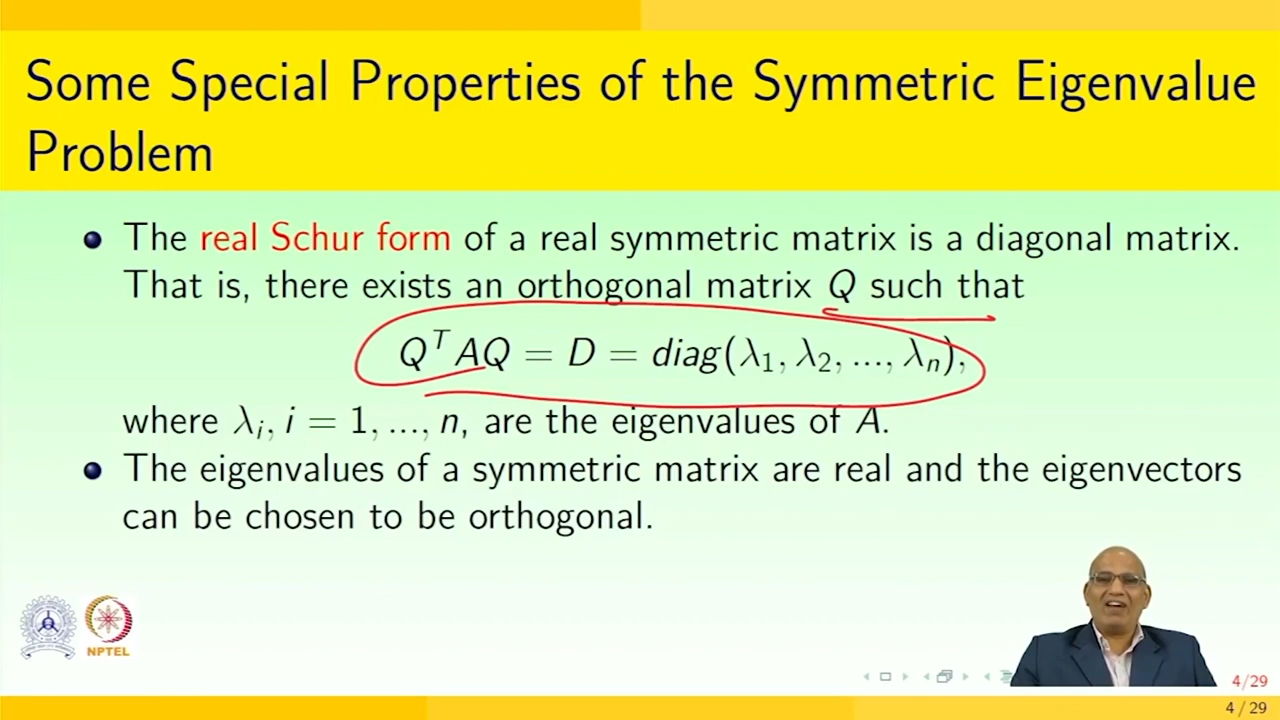 Some Special Properties of the Symmetric Eigenvalue
Problem
The real Schur form of a real symmetric matrix is a diagonal matrix.
That is, there exists an orthogonal matrix Q such that
Q^T AQ = D = diag(λ₁, λ₂, ..., λₙ),
where λᵢ, i = 1, ..., n, are the eigenvalues of A.
The eigenvalues of a symmetric matrix are real and the eigenvectors
can be chosen to be orthogonal.
NPTEL
4/29
4 / 29